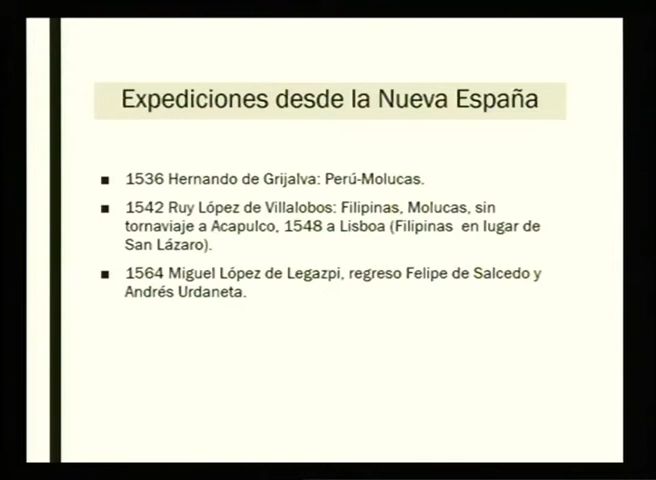 Expediciones desde la Nueva España
■ 1536 Hernando de Grijalva: Perú-Molucas.
■ 1542 Ruy López de Villalobos: Filipinas, Molucas, sin
tornaviaje a Acapulco, 1548 a Lisboa (Filipinas en lugar de
San Lázaro).
■ 1564 Miguel López de Legazpi, regreso Felipe de Salcedo y
Andrés Urdaneta.